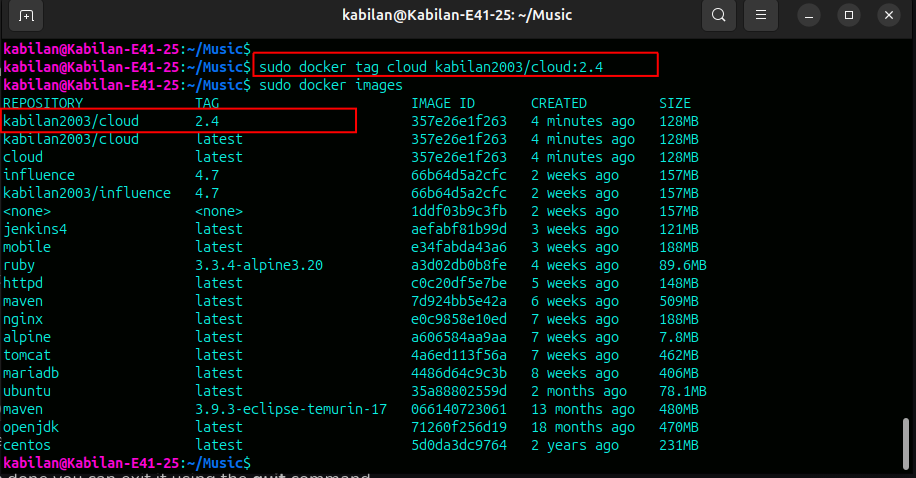 kabilan@Kabilan-E41-25: ~/Music
kabilan@Kabilan-E41-25:~/Music$
kabilan@Kabilan-E41-25:~/Music$ sudo docker tag cloud kabilan2003/cloud:2.4
kabilan@Kabilan-E41-25:~/Music$ sudo docker images
REPOSITORY TAG IMAGE ID CREATED SIZE
kabilan2003/cloud 2.4 357e26e1f263 4 minutes ago 128MB
kabilan2003/cloud latest 357e26e1f263 4 minutes ago 128MB
cloud latest 357e26e1f263 4 minutes ago 128MB
influence 4.7 66b64d5a2cfc 2 weeks ago 157MB
kabilan2003/influence 4.7 66b64d5a2cfc 2 weeks ago 157MB
<none> <none> 1ddf03b9c3fb 2 weeks ago 157MB
jenkins4 latest aefabf81b99d 3 weeks ago 121MB
mobile latest e34fabda43a6 3 weeks ago 188MB
ruby 3.3.4-alpine3.20 a3d02db0b8fe 4 weeks ago 89.6MB
httpd latest c0c20df5e7be 5 weeks ago 148MB
maven latest 7d924bb5e42a 6 weeks ago 509MB
nginx latest e0c9858e10ed 7 weeks ago 188MB
alpine latest a606584aa9aa 7 weeks ago 7.8MB
tomcat latest 4a6ed113f56a 7 weeks ago 462MB
mariadb latest 4486d64c9c3b 8 weeks ago 406MB
ubuntu latest 35a88802559d 2 months ago 78.1MB
maven 3.9.3-eclipse-temurin-17 066140723061 13 months ago 480MB
openjdk latest 71260f256d19 18 months ago 470MB
centos latest 5d0da3dc9764 2 years ago 231MB
kabilan@Kabilan-E41-25:~/Music$
done you can exit it using the quit command